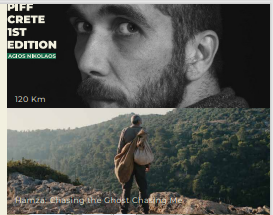 PIFF
CRETE
1ST
EDITION
AGIOS NIKOLAOS
120 Km
Hamza: Chasing the Ghost Chasing Me